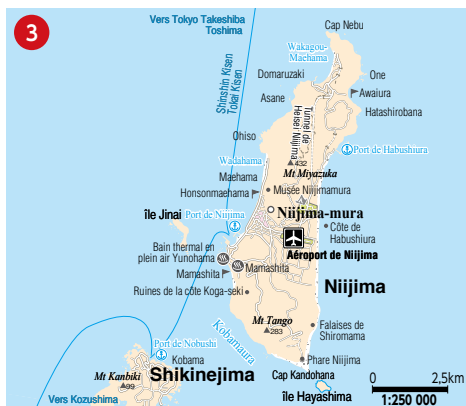 3
Vers Tokyo Takeshiba
Toshima
Cap Nebu
Wakagou-
Maehama
Shinshin Kisen
Tokai Kisen
Domaruzaki
One
Asane
Awaiura
Hatashirobana
Tunnel de
Heisei Niijima
Ohiso
Port de Habushiura
Wadahama
432
Mt Miyazuka
Maehama
Musée Niijimamura
Honsonmaehama
île Jinai
Port de Niijima
Niijima-mura
Côte de
Habushiura
Bain thermal en
plein air Yunohama
Aéroport de Niijima
Mamashita
Mamashita
Niijima
Ruines de la côte Koga-seki
Kobamaura
Mt Tango
283
Falaises de
Shiromama
Port de Nobushi
Kobama
Phare Niijima
Mt Kanbiki
99
Shikinejima
Cap Kandohana
île Hayashima
Vers Kozushima
0 2,5km
1:250 000